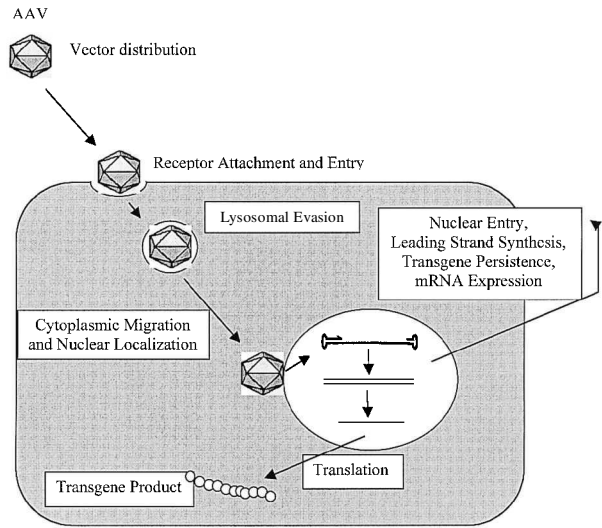 AAV
Vector distribution
Receptor Attachment and Entry
Lysosomal Evasion
Nuclear Entry,
Leading Strand Synthesis,
Transgene Persistence,
mRNA Expression
Cytoplasmic Migration
and Nuclear Localization
Translation
Transgene Product